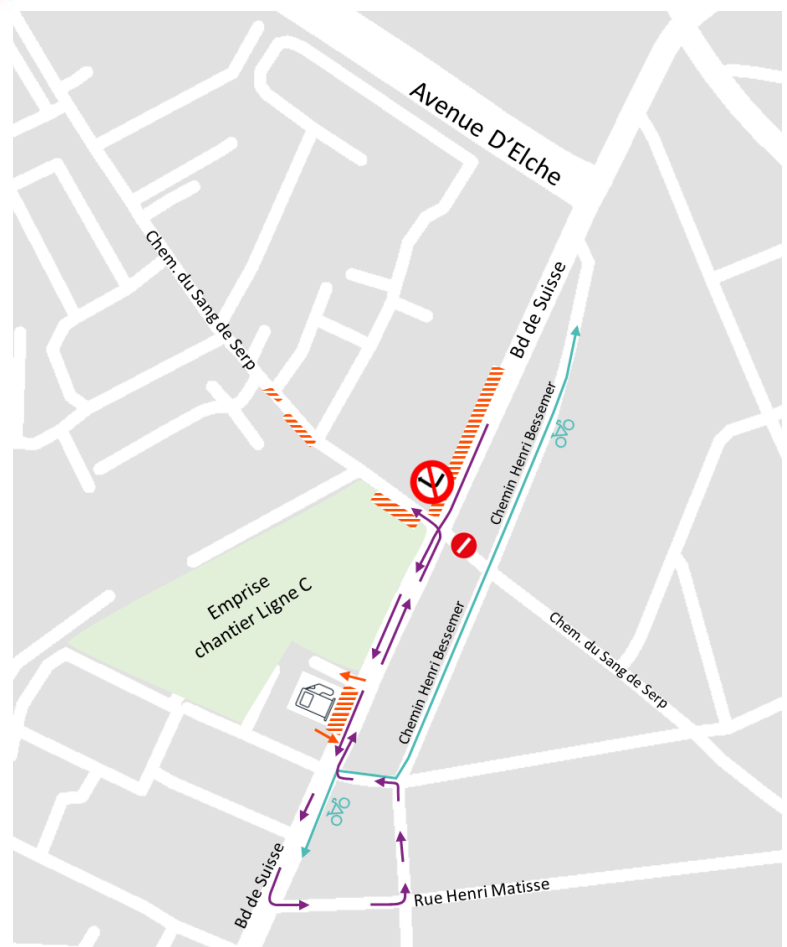 Avenue D'Elche
Chem. du Sang de Serp
Bd de Suisse
Chemin Henri Bessemer
Emprise
chantier Ligne C
Chemin Henri Bessemer
Chem. du Sang de Serp
Bd de Suisse
Rue Henri Matisse